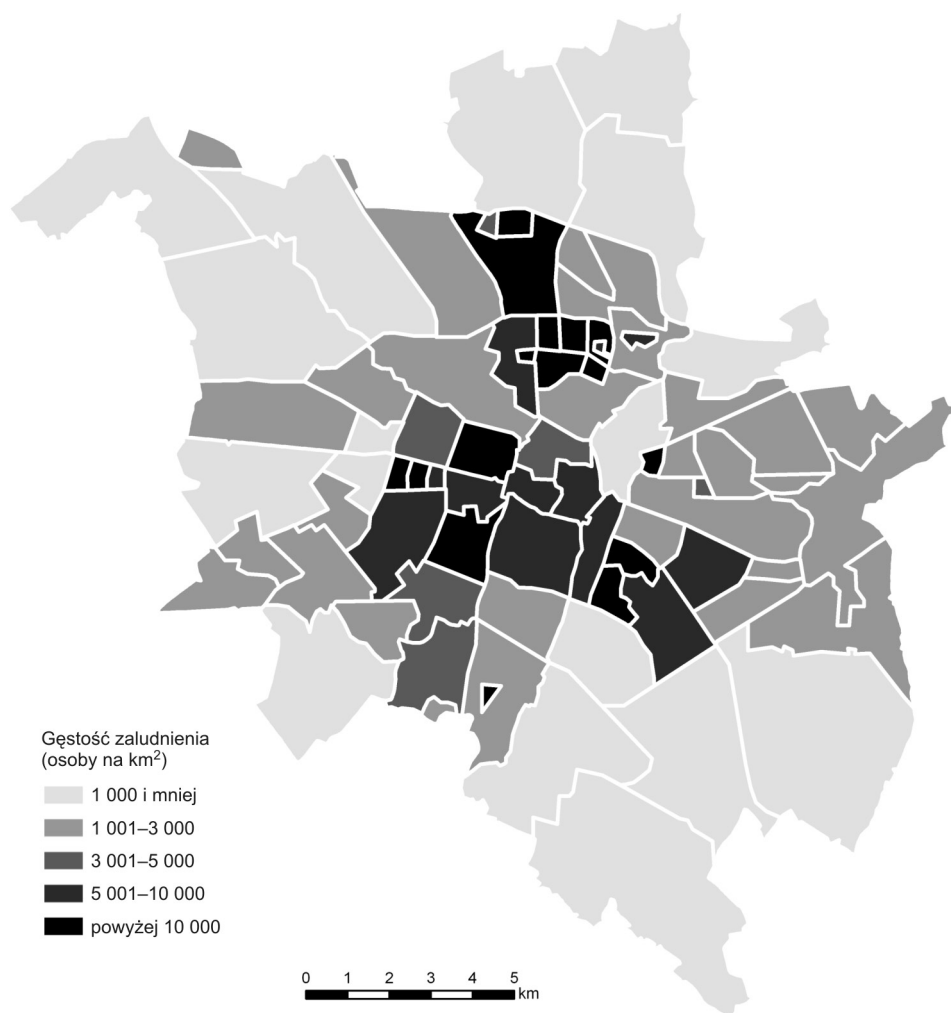 Gęstość zaludnienia
(osoby na km²)
1 000 i mniej
1 001–3 000
3 001–5 000
5 001–10 000
powyżej 10 000
0 1 2 3 4 5
km